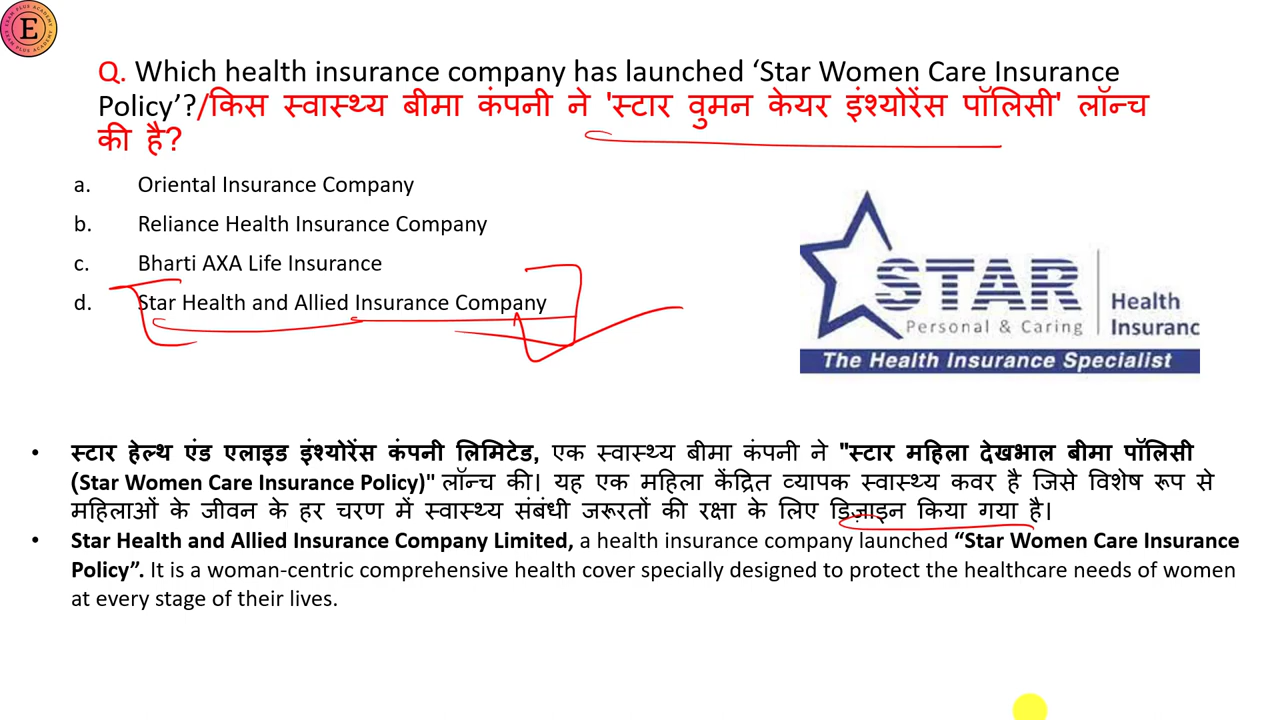 E
EXAM PLUS ACADEMY
Q. Which health insurance company has launched ‘Star Women Care Insurance
Policy’?/किस स्वास्थ्य बीमा कंपनी ने 'स्टार वुमन केयर इंश्योरेंस पॉलिसी' लॉन्च
की है?
a. Oriental Insurance Company
b. Reliance Health Insurance Company
c. Bharti AXA Life Insurance
d. Star Health and Allied Insurance Company
STAR
Health
Insuranc
Personal & Caring
The Health Insurance Specialist
• स्टार हेल्थ एंड एलाइड इंश्योरेंस कंपनी लिमिटेड, एक स्वास्थ्य बीमा कंपनी ने "स्टार महिला देखभाल बीमा पॉलिसी
(Star Women Care Insurance Policy)" लॉन्च की। यह एक महिला केंद्रित व्यापक स्वास्थ्य कवर है जिसे विशेष रूप से
महिलाओं के जीवन के हर चरण में स्वास्थ्य संबंधी जरूरतों की रक्षा के लिए डिज़ाइन किया गया है।
• Star Health and Allied Insurance Company Limited, a health insurance company launched “Star Women Care Insurance
Policy”. It is a woman-centric comprehensive health cover specially designed to protect the healthcare needs of women
at every stage of their lives.